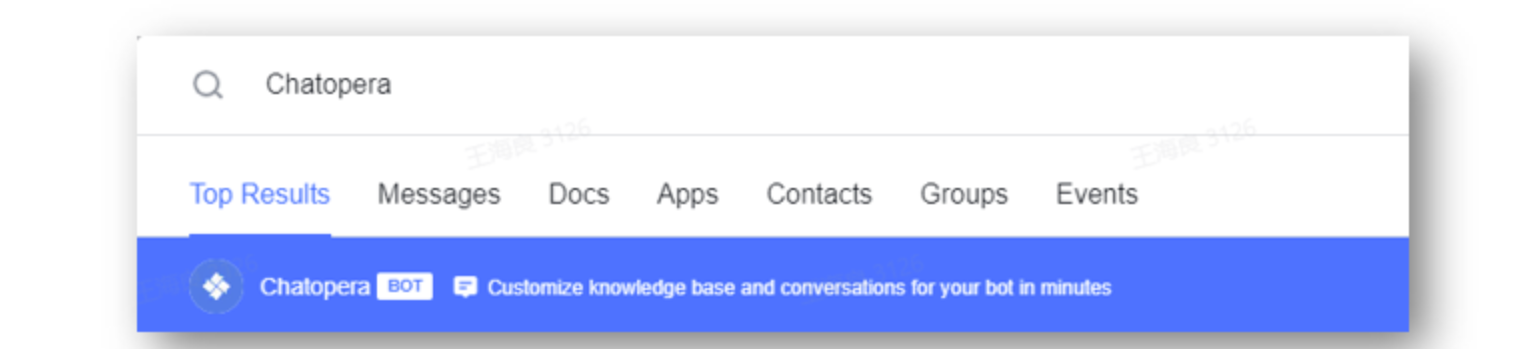 Chatopera
王海良 3126
王海良 3126
Top Results Messages Docs Apps Contacts Groups Events
Chatopera BOT Customize knowledge base and conversations for your bot in minutes